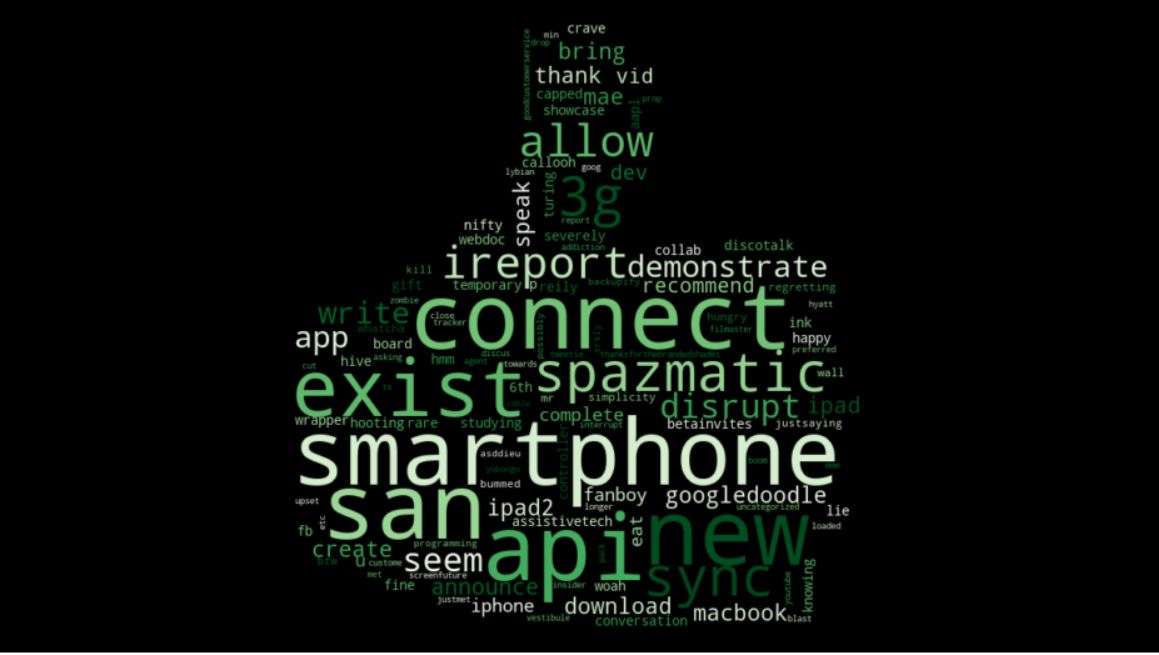 crave
min
drop
bring
goodcustomerservice
thank vid
capped
mae
prop
showcase
aapl
allow
callooh
goog
lybian
dev
turing
3g
speak
report
nifty
webdoc
severely
addiction
collab
discotalk
ireport
demonstrate
kill
gift
temporary
p
reily
backupify
recommend
regretting
zombie
hyatt
write
connect
close
tracker
hungry
filmaster
ink
whatcha
possibly
app
board
happy
preferred
hive
asking
hmm
discus
agent
tweetie
thanksforthebrandedshades
towards
cut
exist
spazmatic
wall
tx
6th
mr
simplicity
cable
disrupt
ipad
complete
wrapper
hooting
rare
studying
interrupt
betainvites
justsaying
smartphone
controller
asddieu
yobongo
boom
bummed
upset
san
ipad2
fanboy
longer
googledoodle
uncategorized
lie
etc
assistivetech
loaded
fb
eat
new
create
programming
api
btw
u
custome
seem
pack
sync
met
screenfuture
fine
announce
insider
woah
youtube
knowing
justmet
iphone
download
macbook
blast
vestibule
conversation